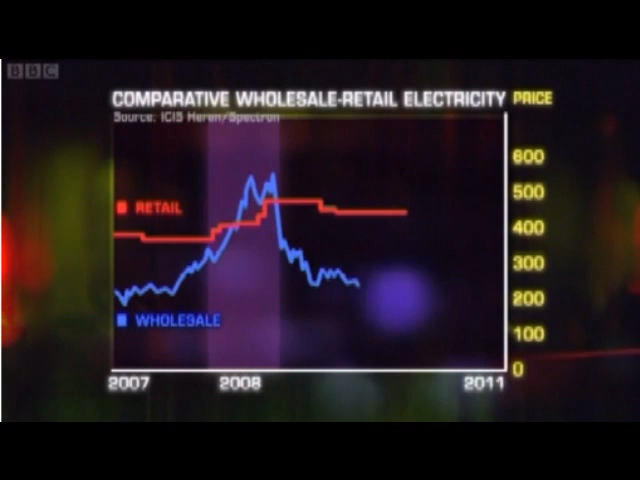 BBC
COMPARATIVE WHOLESALE-RETAIL ELECTRICITY PRICE
Source: ICIS Heren/Spectron
600
500
RETAIL
400
300
200
WHOLESALE
100
0
2007 2008 2011